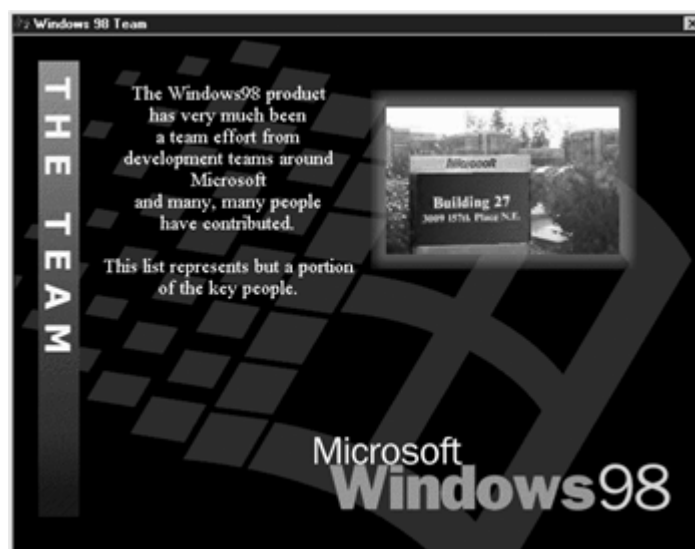 Windows 98 Team
THE TEAM
The Windows98 product
has very much been
a team effort from
development teams around
Microsoft
and many, many people
have contributed.
This list represents but a portion
of the key people.
Microsoft
Building 27
3009 157th. Place N.E.
Microsoft
Windows98